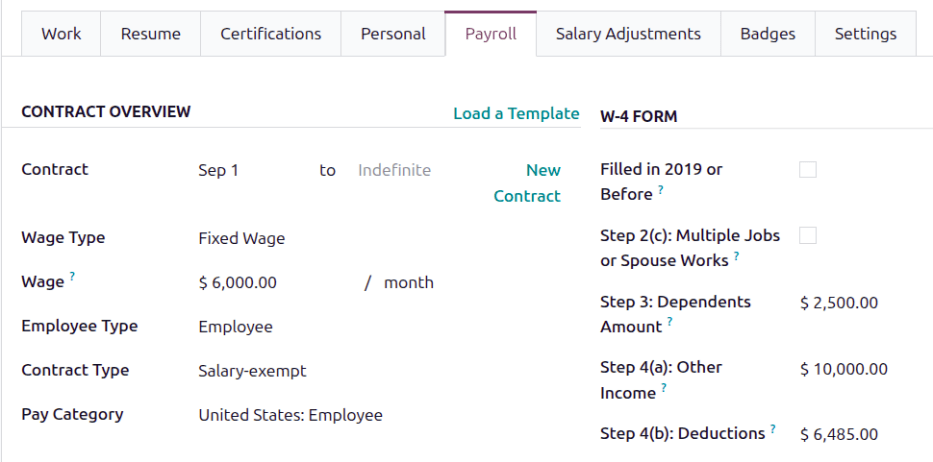 Work Resume Certifications Personal Payroll Salary Adjustments Badges Settings
CONTRACT OVERVIEW Load a Template
Contract Sep 1 to Indefinite New
Contract
Wage Type Fixed Wage
Wage ? $ 6,000.00 / month
Employee Type Employee
Contract Type Salary-exempt
Pay Category United States: Employee
W-4 FORM
Filled in 2019 or
Before ?
Step 2(c): Multiple Jobs
or Spouse Works ?
Step 3: Dependents $ 2,500.00
Amount ?
Step 4(a): Other $ 10,000.00
Income ?
Step 4(b): Deductions ? $ 6,485.00